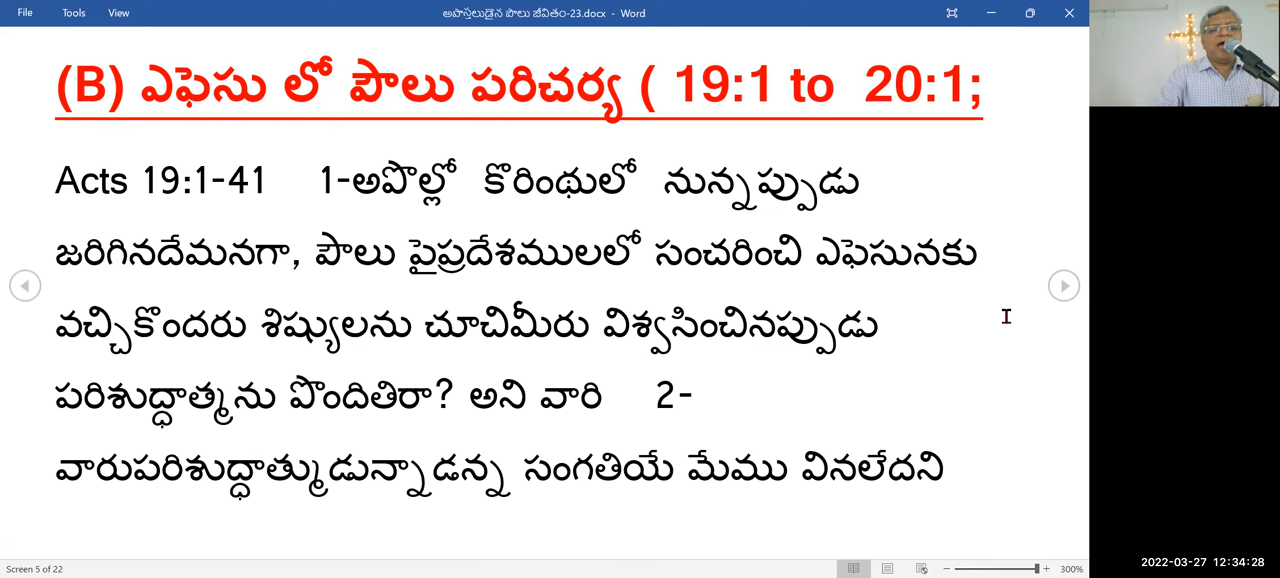 File Tools View
అపొస్తలుడైన పౌలు జీవితం-23.docx - Word
(B) ఎఫెసు లో పౌలు పరిచర్య ( 19:1 to 20:1;
Acts 19:1-41 1-అపొల్లో కొరింథులో నున్నప్పుడు
జరిగినదేమనగా, పౌలు పైప్రదేశములలో సంచరించి ఎఫెసునకు
వచ్చికొందరు శిష్యులను చూచిమీరు విశ్వసించినప్పుడు
పరిశుద్ధాత్మను పొందితిరా? అని వారి 2-
వారుపరిశుద్ధాత్ముడున్నాడన్న సంగతియే మేము వినలేదని
Screen 5 of 22
300%
2022-03-27 12:34:28